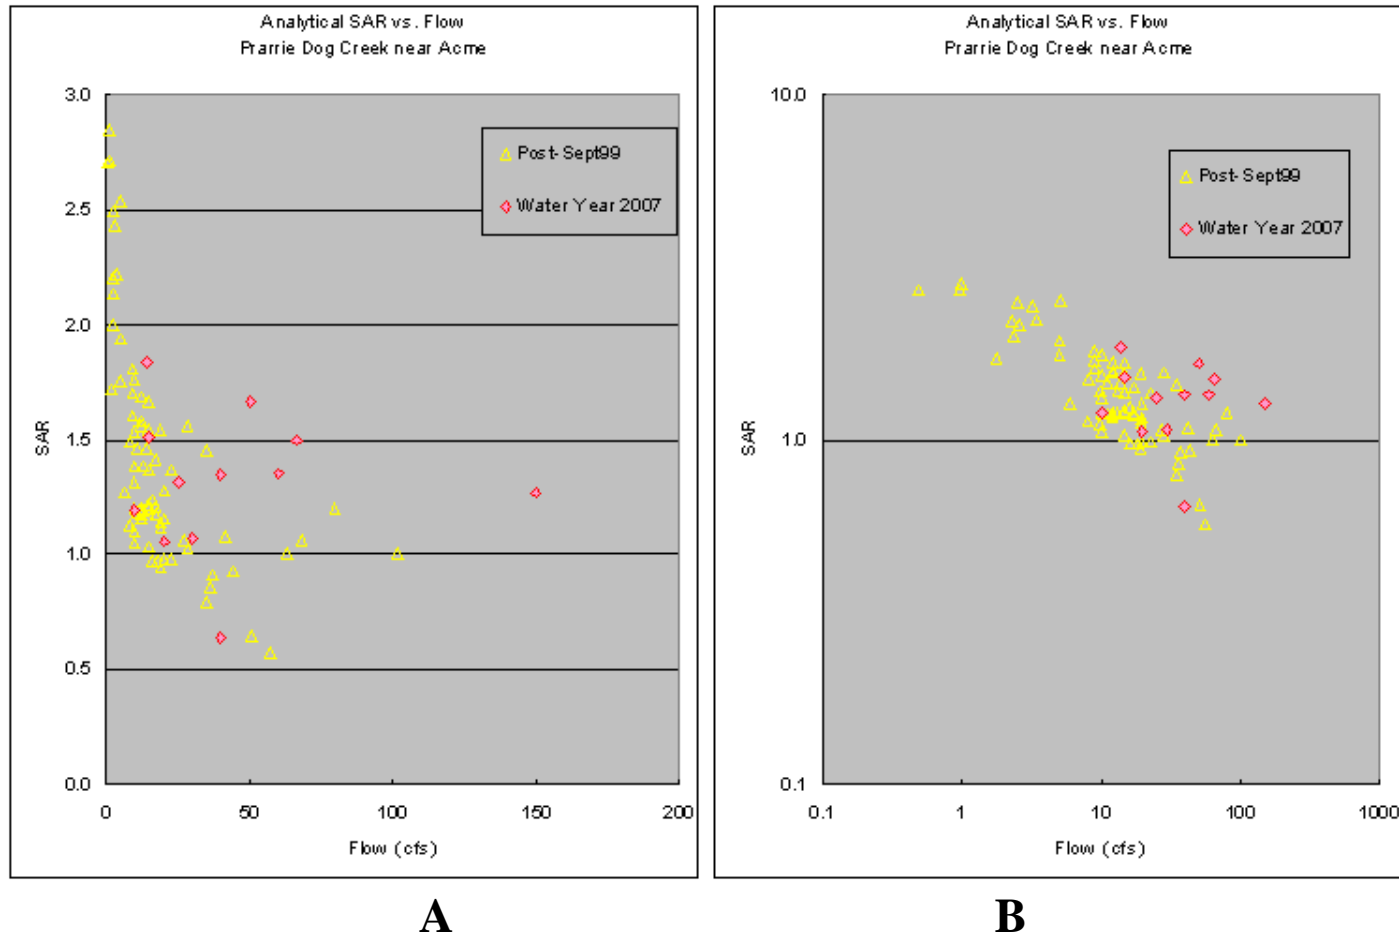 Analytical SAR vs. Flow
Prarrie Dog Creek near Acme
3.0
2.5
2.0
1.5
1.0
0.5
0.0
SAR
Post-Sept99
Water Year 2007
0 50 100 150 200
Flow (cfs)
A
Analytical SAR vs. Flow
Prarrie Dog Creek near Acme
10.0
1.0
0.1
SAR
Post-Sept99
Water Year 2007
0.1 1 10 100 1000
Flow (cfs)
B